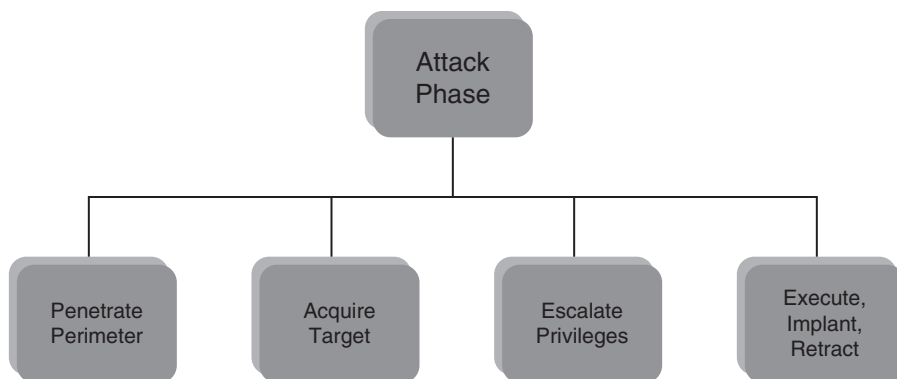 Attack
Phase
Penetrate
Perimeter
Acquire
Target
Escalate
Privileges
Execute,
Implant,
Retract